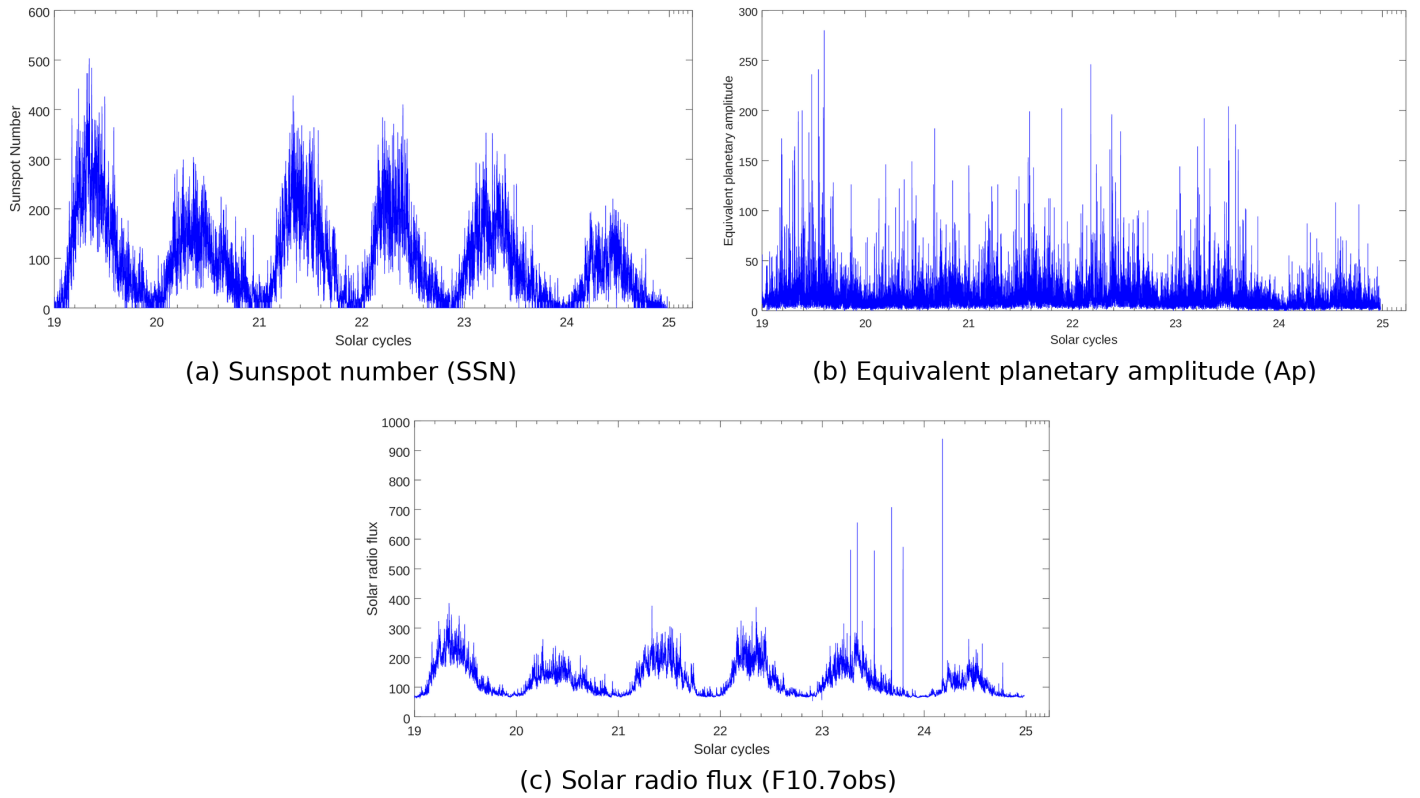 600
500
400
300
200
100
0
Sunspot Number
19 20 21 22 23 24 25
Solar cycles
(a) Sunspot number (SSN)
300
250
200
150
100
50
0
Equivalent planetary amplitude
19 20 21 22 23 24 25
Solar cycles
(b) Equivalent planetary amplitude (Ap)
1000
900
800
700
600
500
400
300
200
100
0
Solar radio flux
19 20 21 22 23 24 25
Solar cycles
(c) Solar radio flux (F10.7obs)